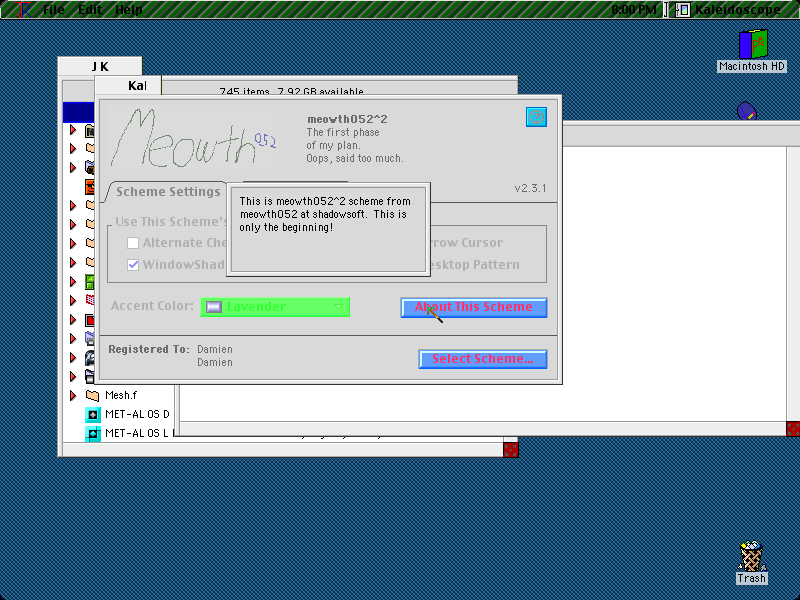 File Edit Help
8:00 PM
Kaleidoscope
Macintosh HD
J K
Kal
745 items, 7.92 GB available
Meowth 052
meowth052^2
The first phase
of my plan.
Oops, said too much.
?
v2.3.1
Scheme Settings
This is meowth052^2 scheme from
meowth052 at shadowsoft. This is
only the beginning!
Use This Scheme's
Alternate Che
rrow Cursor
WindowShad
esktop Pattern
Accent Color:
Lavender
About This Scheme
Registered To: Damien
Damien
Select Scheme...
Mesh.f
MET-AL OS D
MET-AL OS L
Trash